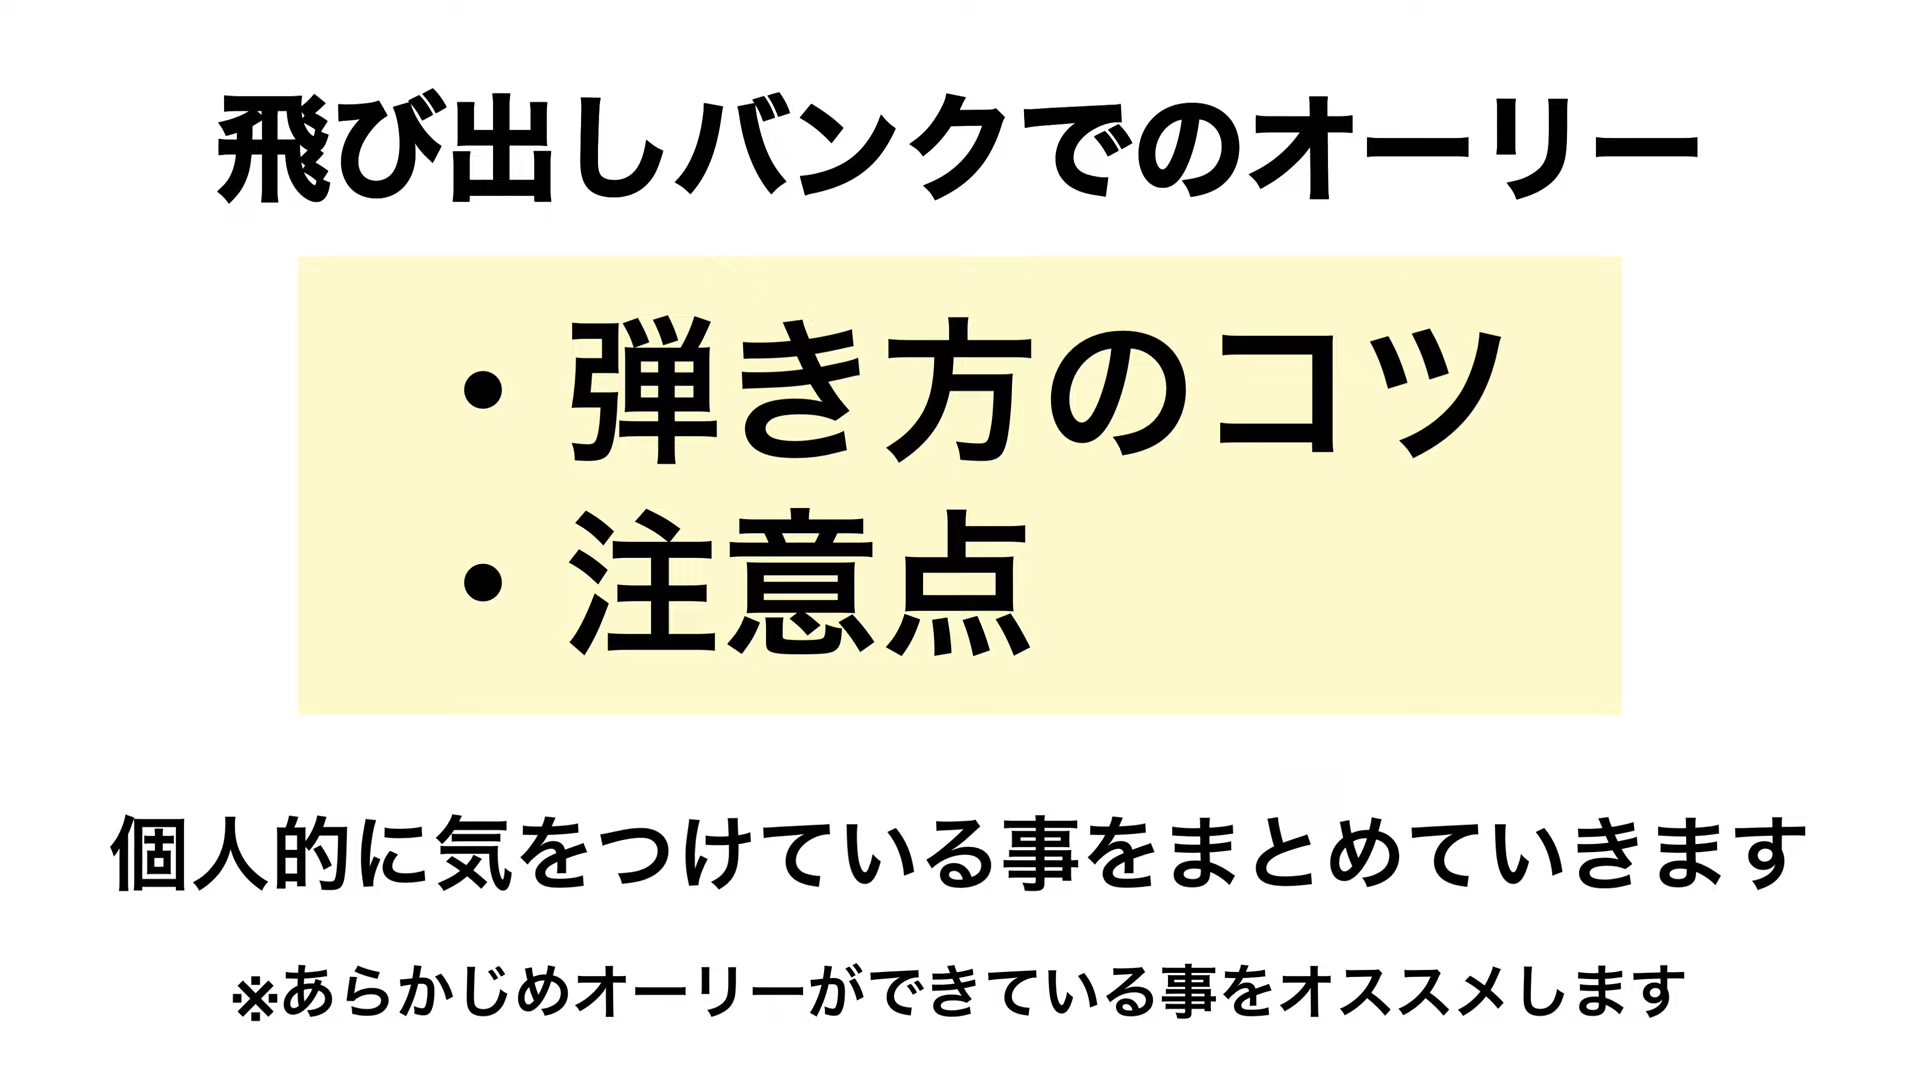 飛び出しバンクでのオーリー
・弾き方のコツ
・注意点
個人的に気をつけている事をまとめていきます
※あらかじめオーリーができている事をオススメします